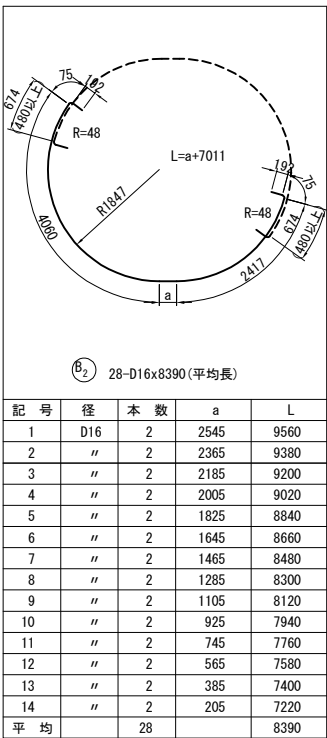 674
(480以上)
75
192
R=48
L=a+7011
192
75
R=48
674
(480以上)
R1847
4060
2417
a
B2 28-D16x8390(平均長)
記 号 径 本 数 a L
1 D16 2 2545 9560
2 〃 2 2365 9380
3 〃 2 2185 9200
4 〃 2 2005 9020
5 〃 2 1825 8840
6 〃 2 1645 8660
7 〃 2 1465 8480
8 〃 2 1285 8300
9 〃 2 1105 8120
10 〃 2 925 7940
11 〃 2 745 7760
12 〃 2 565 7580
13 〃 2 385 7400
14 〃 2 205 7220
平 均 28 8390